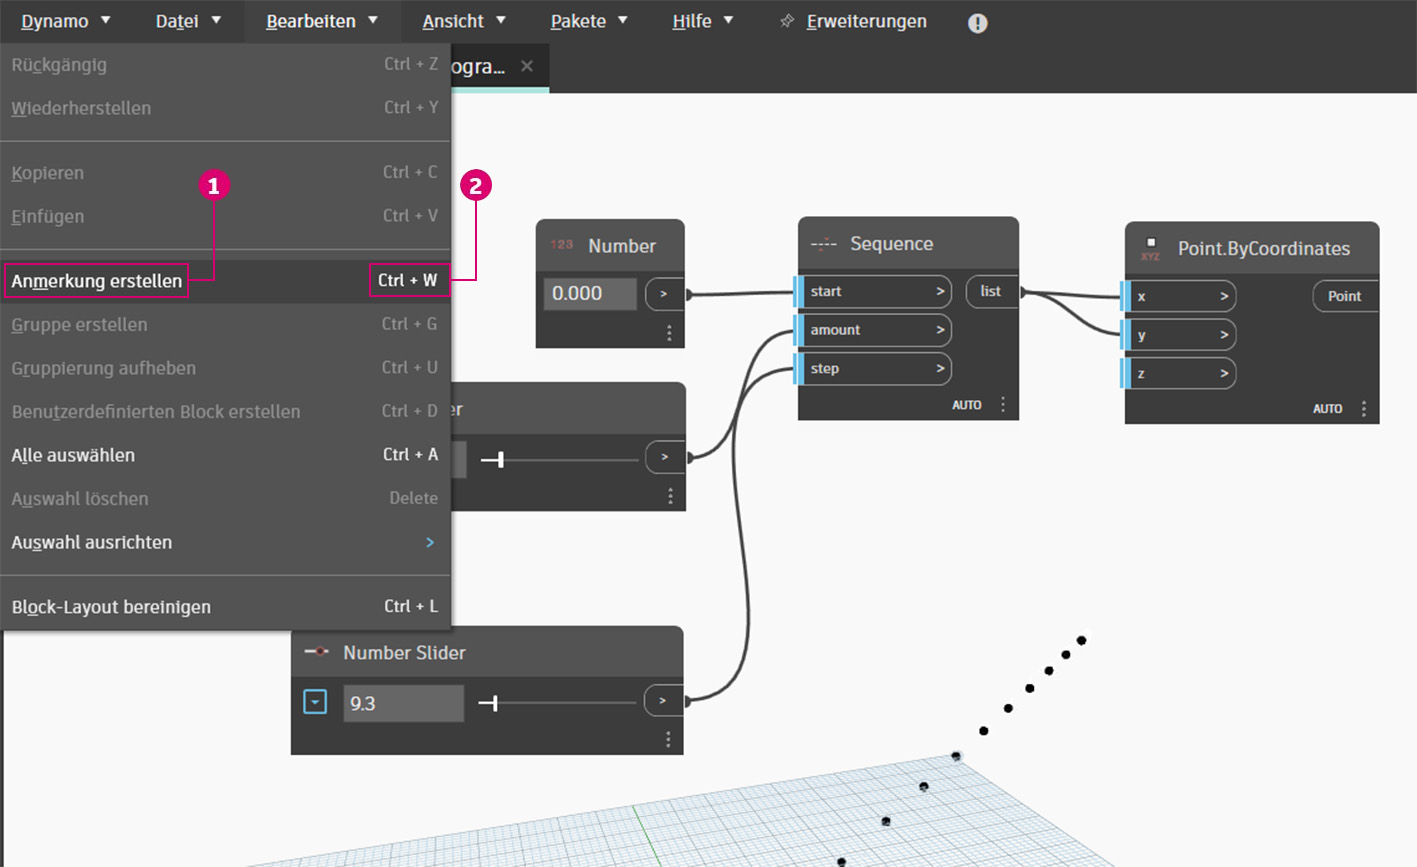 Dynamo Datei Bearbeiten Ansicht Pakete Hilfe Erweiterungen
Rückgängig Ctrl + Z
ogra...
Wiederherstellen Ctrl + Y
Kopieren Ctrl + C
1
2
Einfügen Ctrl + V
Anmerkung erstellen Ctrl + W
Gruppe erstellen Ctrl + G
Gruppierung aufheben Ctrl + U
Benutzerdefinierten Block erstellen Ctrl + D
Alle auswählen Ctrl + A
Auswahl löschen Delete
Auswahl ausrichten >
Block-Layout bereinigen Ctrl + L
123 Number
0.000 >
Sequence
start > list
amount >
step >
AUTO
XYZ Point.ByCoordinates
x > Point
y >
z >
AUTO
er
>
Number Slider
9.3 >